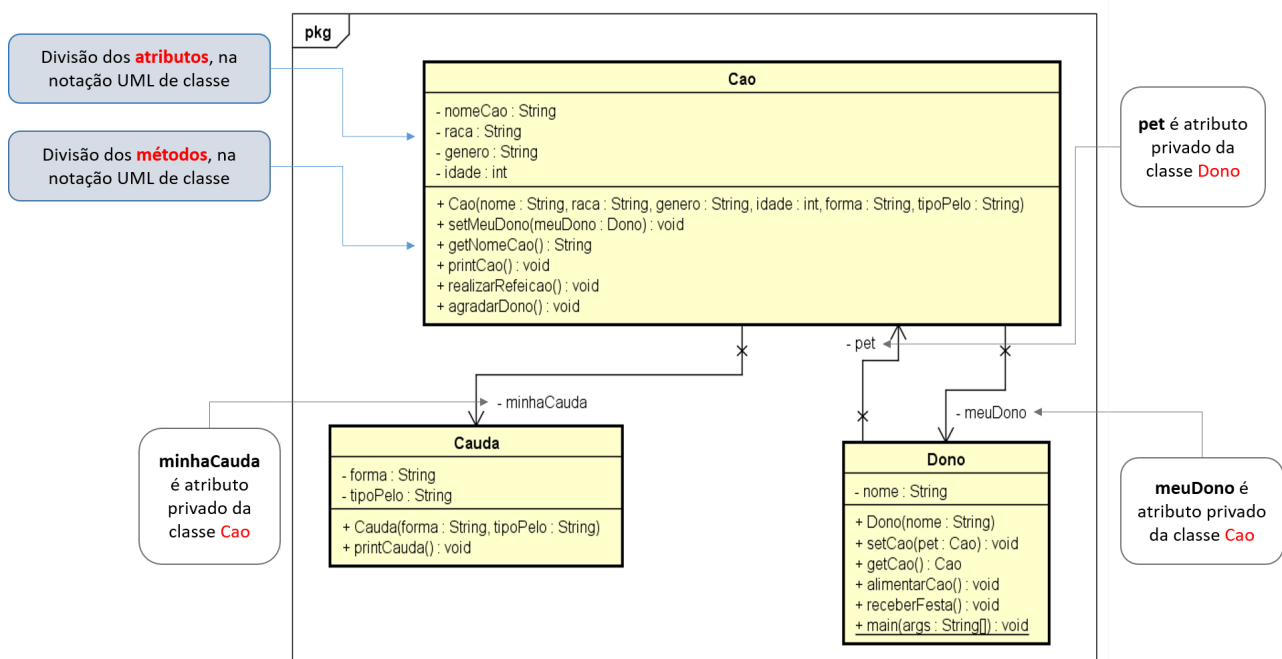 pkg
Divisão dos atributos, na
notação UML de classe
Divisão dos métodos, na
notação UML de classe
Cao
- nomeCao : String
- raca : String
- genero : String
- idade : int
+ Cao(nome : String, raca : String, genero : String, idade : int, forma : String, tipoPelo : String)
+ setMeuDono(meuDono : Dono) : void
+ getNomeCao() : String
+ printCao() : void
+ realizarRefeicao() : void
+ agradarDono() : void
pet é atributo
privado da
classe Dono
- pet
- minhaCauda
- meuDono
minhaCauda
é atributo
privado da
classe Cao
Cauda
- forma : String
- tipoPelo : String
+ Cauda(forma : String, tipoPelo : String)
+ printCauda() : void
Dono
- nome : String
+ Dono(nome : String)
+ setCao(pet : Cao) : void
+ getCao() : Cao
+ alimentarCao() : void
+ receberFesta() : void
+ main(args : String[]) : void
meuDono é
atributo privado
da classe Cao